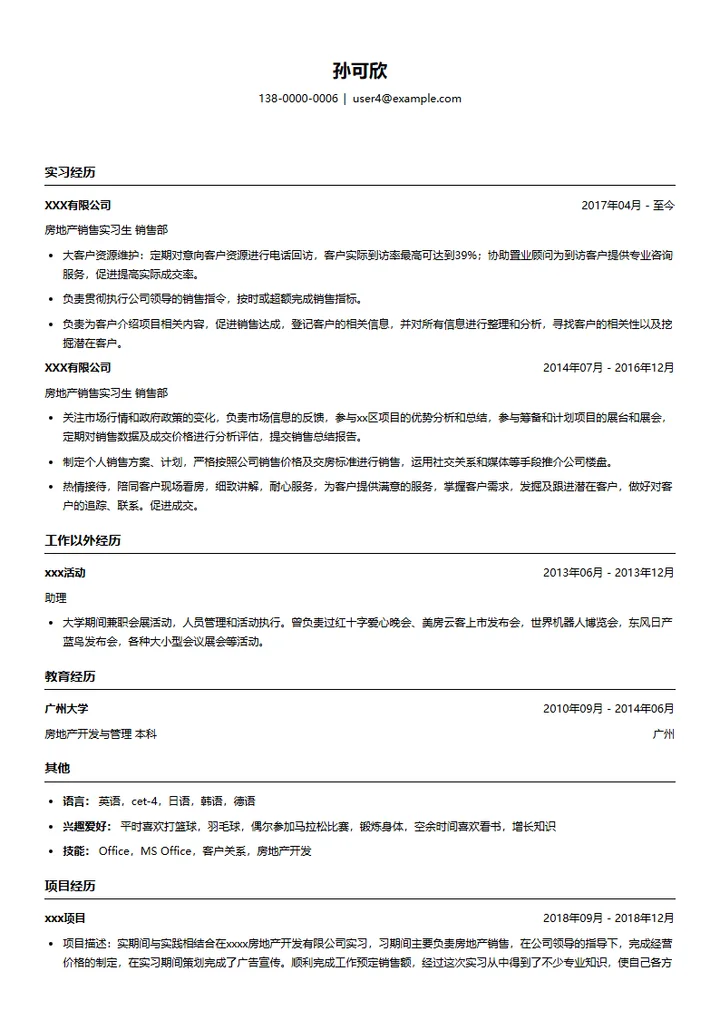 孙可欣
138-0000-0006 | user4@example.com
实习经历
XXX有限公司 2017年04月 - 至今
房地产销售实习生 销售部
• 大客户资源维护：定期对意向客户资源进行电话回访，客户实际到访率最高可达到39%；协助置业顾问为到访客户提供专业咨询
服务，促进提高实际成交率。
• 负责贯彻执行公司领导的销售指令，按时或超额完成销售指标。
• 负责为客户介绍项目相关内容，促进销售达成，登记客户的相关信息，并对所有信息进行整理和分析，寻找客户的相关性以及挖
掘潜在客户。
XXX有限公司 2014年07月 - 2016年12月
房地产销售实习生 销售部
• 关注市场行情和政府政策的变化，负责市场信息的反馈，参与xx区项目的优势分析和总结，参与筹备和计划项目的展台和展会，
定期对销售数据及成交价格进行分析评估，提交销售总结报告。
• 制定个人销售方案、计划，严格按照公司销售价格及交房标准进行销售，运用社交关系和媒体等手段推介公司楼盘。
• 热情接待，陪同客户现场看房，细致讲解，耐心服务，为客户提供满意的服务，掌握客户需求，发掘及跟进潜在客户，做好对客
户的追踪、联系。促进成交。
工作以外经历
xxx活动 2013年06月 - 2013年12月
助理
• 大学期间兼职会展活动，人员管理和活动执行。曾负责过红十字爱心晚会、美房云客上市发布会，世界机器人博览会，东风日产
蓝鸟发布会，各种大小型会议展会等活动。
教育经历
广州大学 2010年09月 - 2014年06月
房地产开发与管理 本科 广州
其他
• 语言： 英语，cet-4，日语，韩语，德语
• 兴趣爱好： 平时喜欢打篮球，羽毛球，偶尔参加马拉松比赛，锻炼身体，空余时间喜欢看书，增长知识
• 技能： Office，MS Office，客户关系，房地产开发
项目经历
xxx项目 2018年09月 - 2018年12月
• 项目描述：实期间与实践相结合在xxxx房地产开发有限公司实习，习期间主要负责房地产销售，在公司领导的指导下，完成经营
价格的制定，在实习期间策划完成了广告宣传。顺利完成工作预定销售额，经过这次实习从中得到了不少专业知识，使自己各方